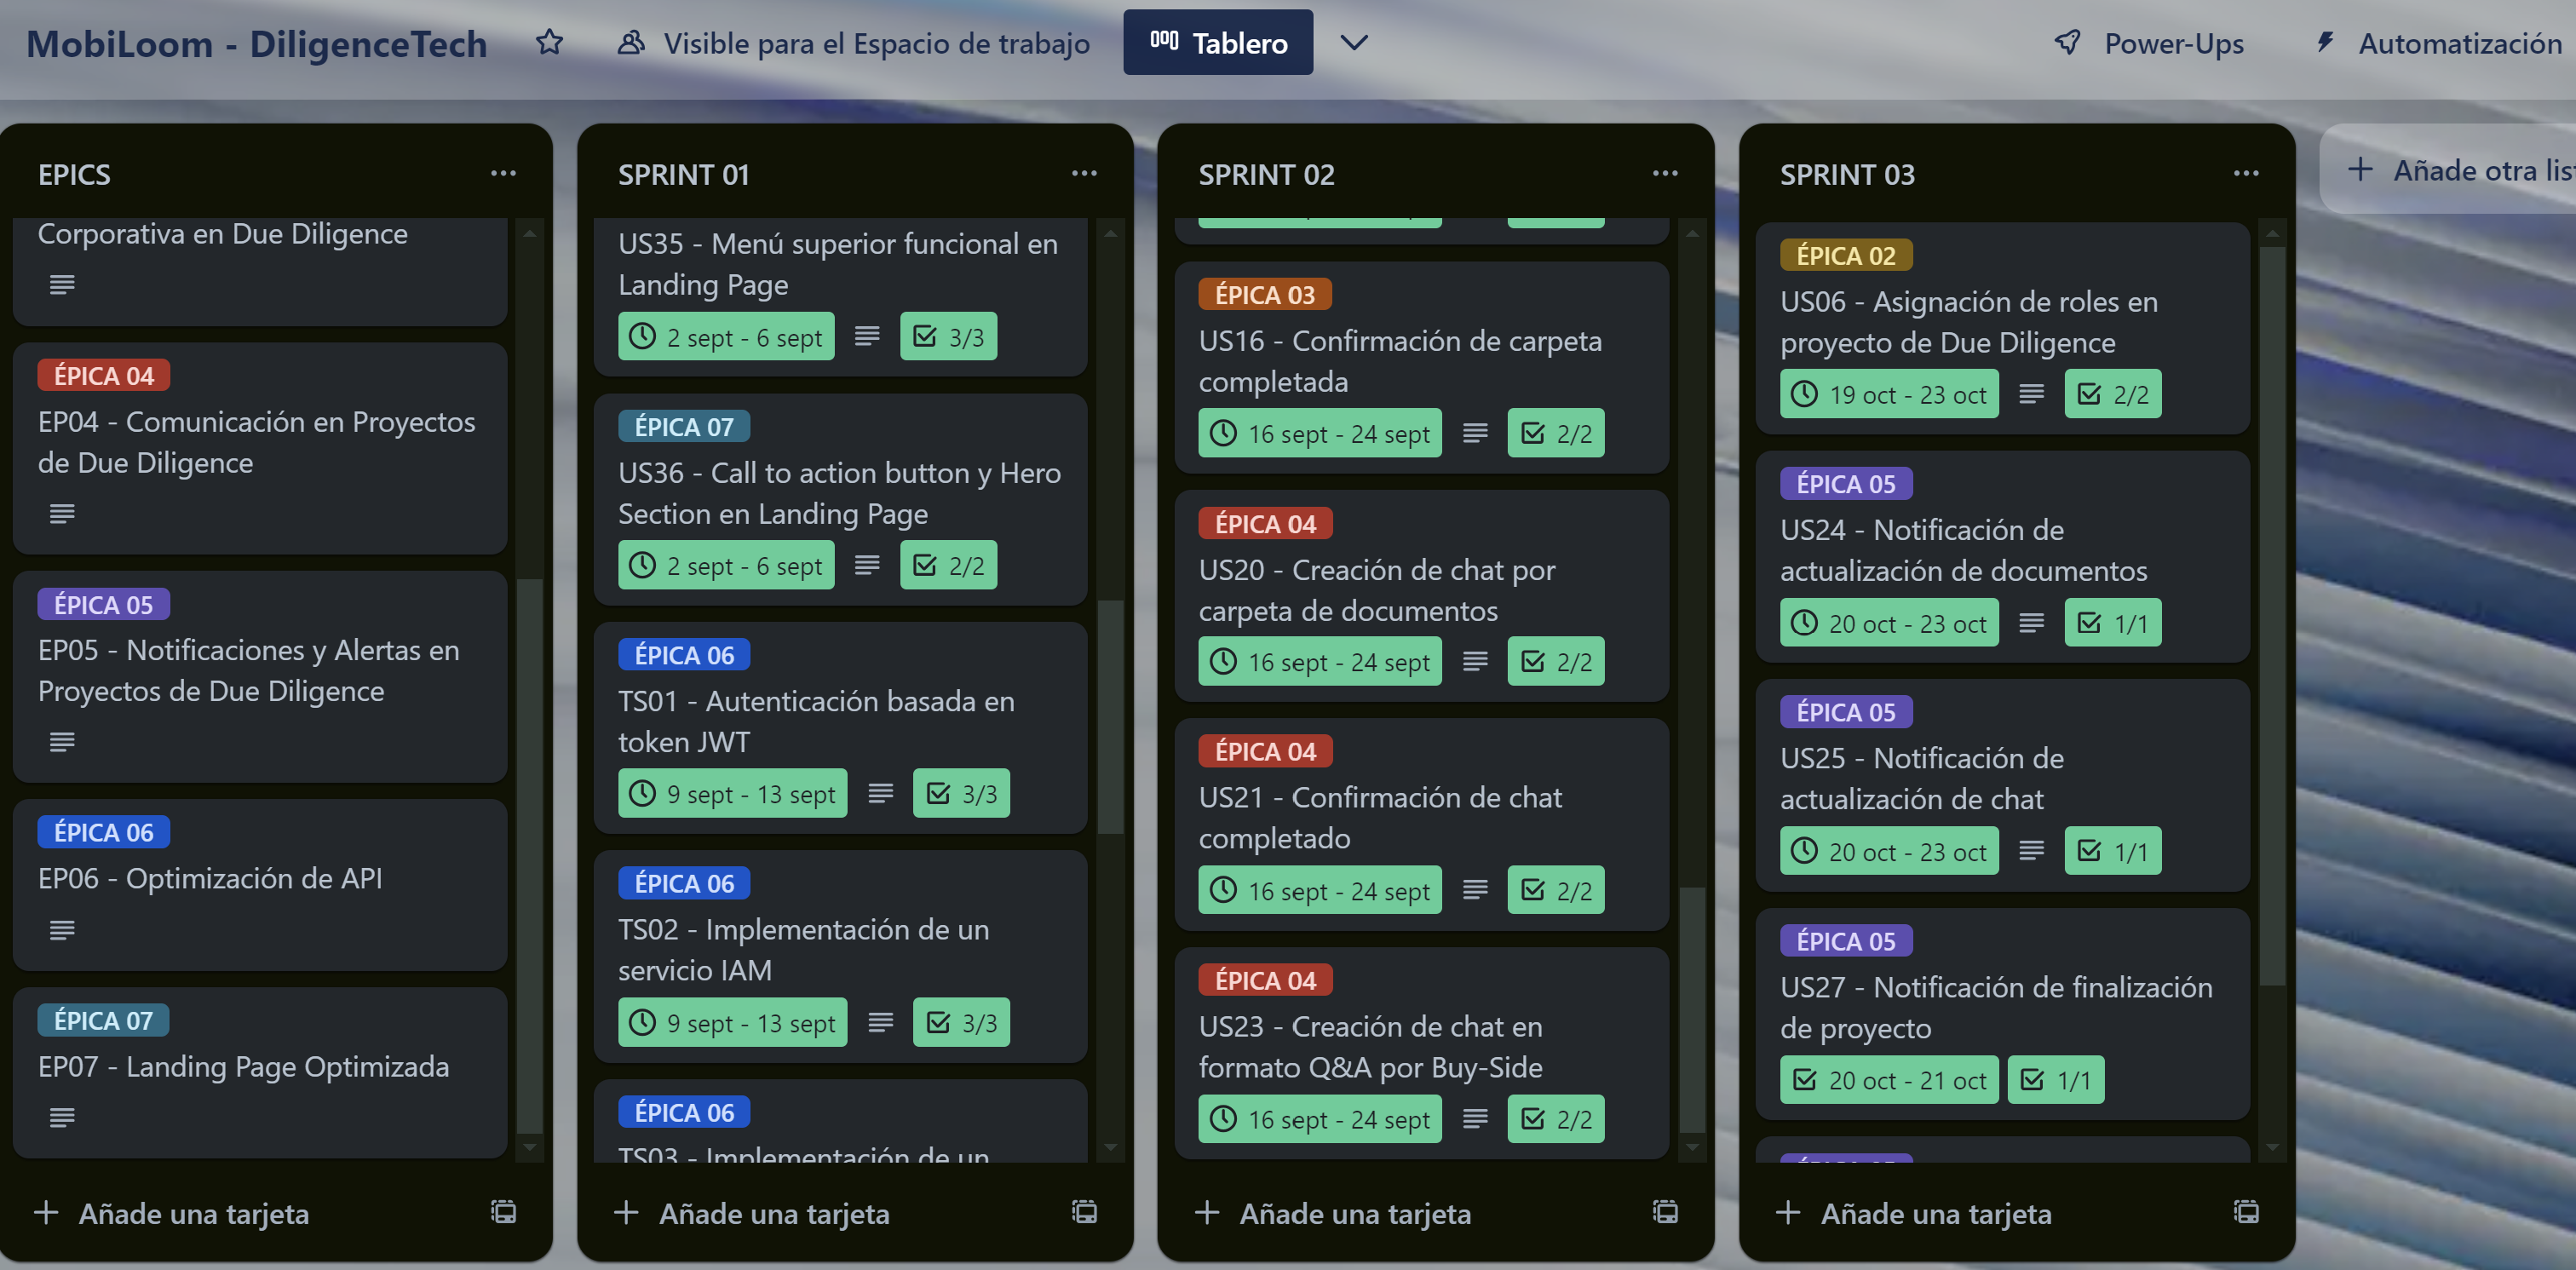 MobiLoom - DiligenceTech
Visible para el Espacio de trabajo
Tablero
Power-Ups
Automatización
EPICS
Corporativa en Due Diligence
ÉPICA 04
EP04 - Comunicación en Proyectos
de Due Diligence
ÉPICA 05
EP05 - Notificaciones y Alertas en
Proyectos de Due Diligence
ÉPICA 06
EP06 - Optimización de API
ÉPICA 07
EP07 - Landing Page Optimizada
Añade una tarjeta
SPRINT 01
US35 - Menú superior funcional en
Landing Page
2 sept - 6 sept
3/3
ÉPICA 07
US36 - Call to action button y Hero
Section en Landing Page
2 sept - 6 sept
2/2
ÉPICA 06
TS01 - Autenticación basada en
token JWT
9 sept - 13 sept
3/3
ÉPICA 06
TS02 - Implementación de un
servicio IAM
9 sept - 13 sept
3/3
ÉPICA 06
TS03 - Implementación de un
Añade una tarjeta
SPRINT 02
ÉPICA 03
US16 - Confirmación de carpeta
completada
16 sept - 24 sept
2/2
ÉPICA 04
US20 - Creación de chat por
carpeta de documentos
16 sept - 24 sept
2/2
ÉPICA 04
US21 - Confirmación de chat
completado
16 sept - 24 sept
2/2
ÉPICA 04
US23 - Creación de chat en
formato Q&A por Buy-Side
16 sept - 24 sept
2/2
Añade una tarjeta
SPRINT 03
ÉPICA 02
US06 - Asignación de roles en
proyecto de Due Diligence
19 oct - 23 oct
2/2
ÉPICA 05
US24 - Notificación de
actualización de documentos
20 oct - 23 oct
1/1
ÉPICA 05
US25 - Notificación de
actualización de chat
20 oct - 23 oct
1/1
ÉPICA 05
US27 - Notificación de finalización
de proyecto
20 oct - 21 oct
1/1
Añade una tarjeta
Añade otra lis